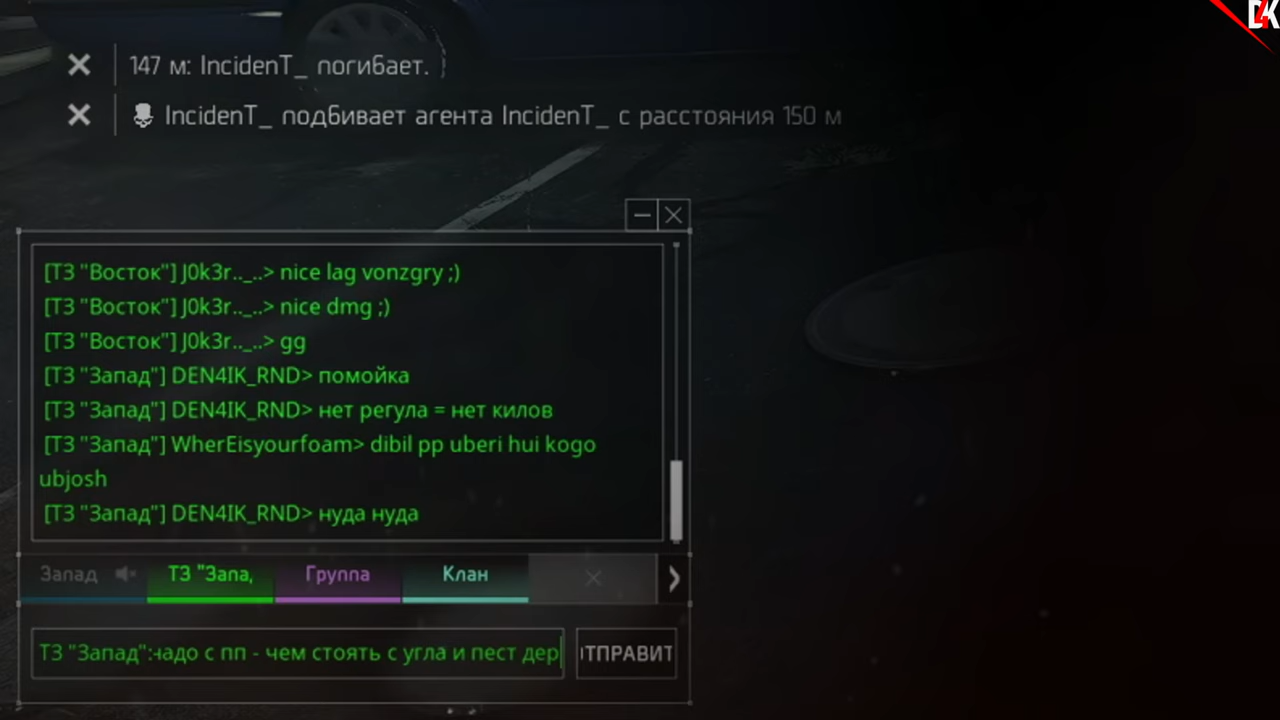 D4K
147 м: IncidenT_ погибает.
IncidenT_ подбивает агента IncidenT_ с расстояния 150 м
[ТЗ "Восток"] J0k3r.._..> nice lag vonzgry ;)
[ТЗ "Восток"] J0k3r.._..> nice dmg ;)
[ТЗ "Восток"] J0k3r.._..> gg
[ТЗ "Запад"] DEN4IK_RND> помойка
[ТЗ "Запад"] DEN4IK_RND> нет регула = нет килов
[ТЗ "Запад"] WherEisyourfoam> dibil pp uberi hui kogo
ubjosh
[ТЗ "Запад"] DEN4IK_RND> нуда нуда
Запад ТЗ "Запа, Группа Клан
ТЗ "Запад":надо с пп - чем стоять с угла и пест дер ОТПРАВИТ